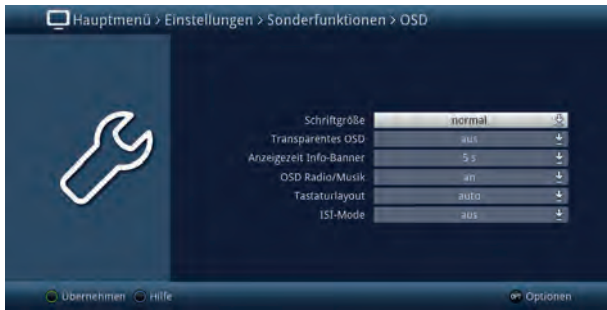 Hauptmenü > Einstellungen > Sonderfunktionen > OSD
Schriftgröße normal
Transparentes OSD aus
Anzeigezeit Info-Banner 5 s
OSD Radio/Musik an
Tastaturlayout auto
ISI-Mode aus
Übernehmen Hilfe OPT Optionen